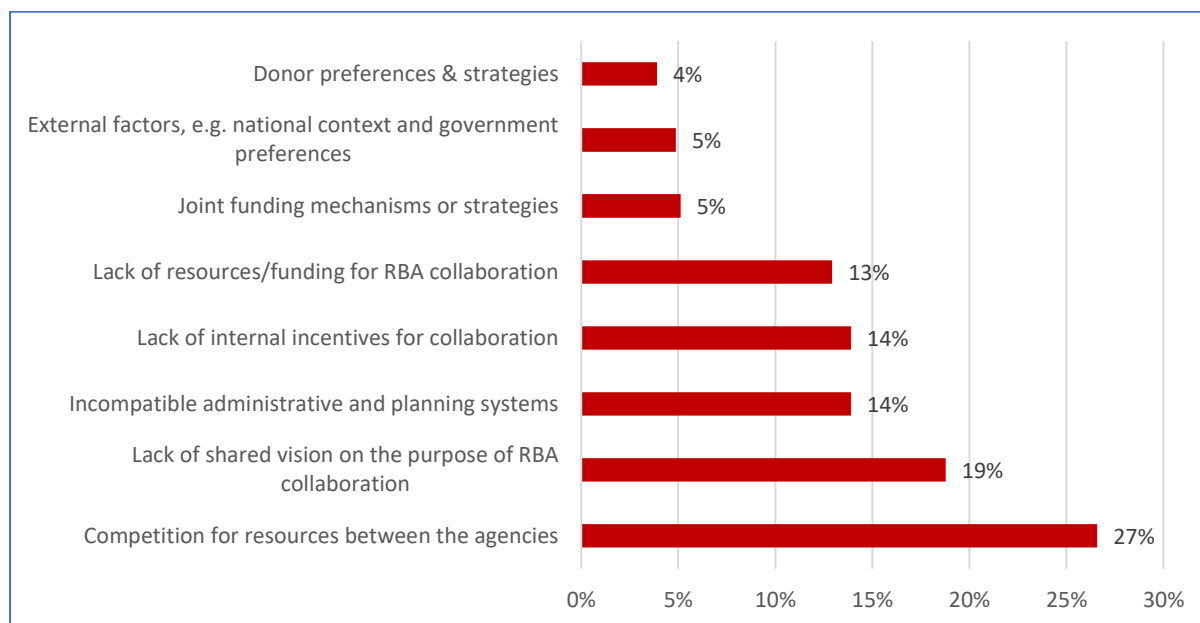 Donor preferences & strategies
4%
External factors, e.g. national context and government
preferences
5%
Joint funding mechanisms or strategies
5%
Lack of resources/funding for RBA collaboration
13%
Lack of internal incentives for collaboration
14%
Incompatible administrative and planning systems
14%
Lack of shared vision on the purpose of RBA
collaboration
19%
Competition for resources between the agencies
27%
0% 5% 10% 15% 20% 25% 30%